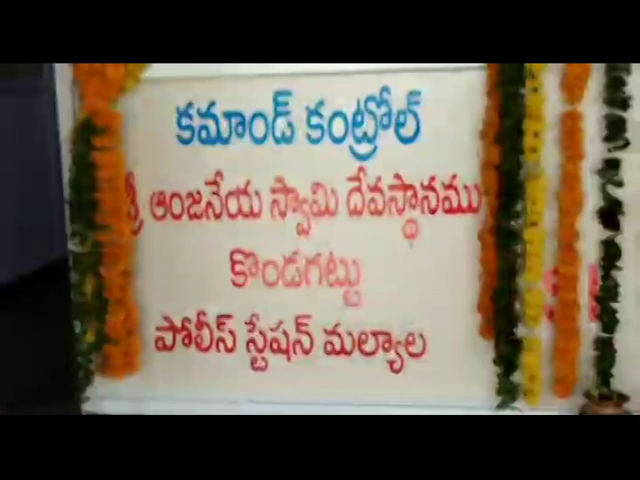 కమాండ్ కంట్రోల్
శ్రీ ఆంజనేయ స్వామి దేవస్థానము
కొండగట్టు
పోలీస్ స్టేషన్ మల్యాల